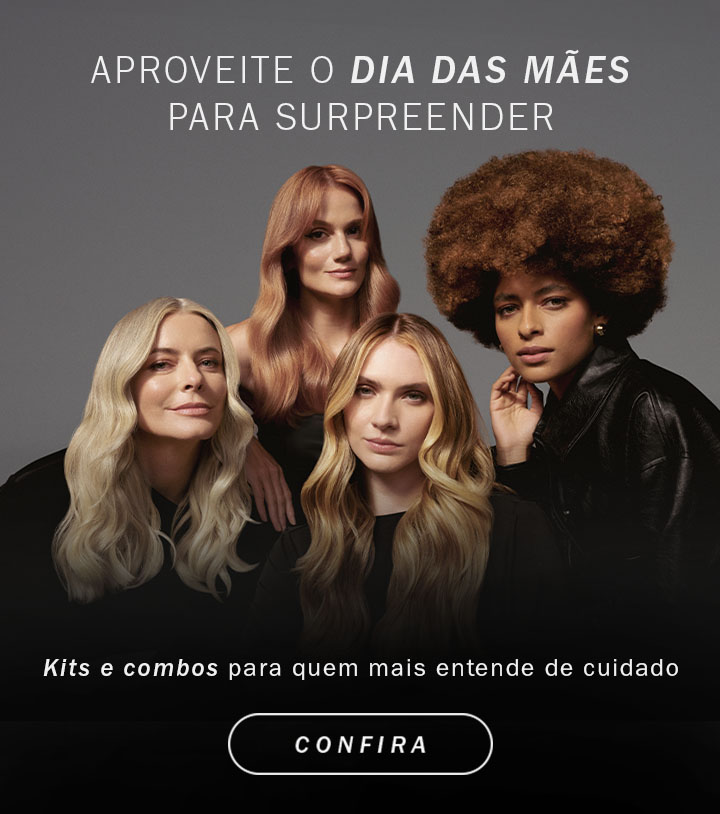 APROVEITE O DIA DAS MÃES
PARA SURPREENDER
Kits e combos para quem mais entende de cuidado
CONFIRA